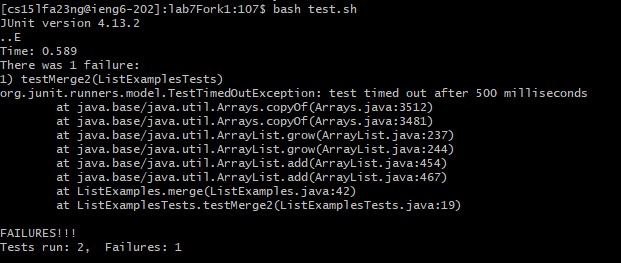 [cs15lfa23ng@ieng6-202]:lab7Fork1:107$ bash test.sh
JUnit version 4.13.2
..E
Time: 0.589
There was 1 failure:
1) testMerge2(ListExamplesTests)
org.junit.runners.model.TestTimedOutException: test timed out after 500 milliseconds
        at java.base/java.util.Arrays.copyOf(Arrays.java:3512)
        at java.base/java.util.Arrays.copyOf(Arrays.java:3481)
        at java.base/java.util.ArrayList.grow(ArrayList.java:237)
        at java.base/java.util.ArrayList.grow(ArrayList.java:244)
        at java.base/java.util.ArrayList.add(ArrayList.java:454)
        at java.base/java.util.ArrayList.add(ArrayList.java:467)
        at ListExamples.merge(ListExamples.java:42)
        at ListExamplesTests.testMerge2(ListExamplesTests.java:19)

FAILURES!!!
Tests run: 2,  Failures: 1